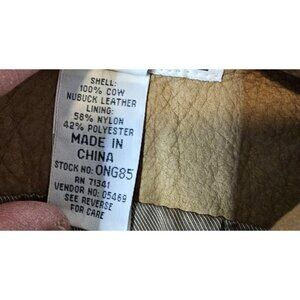 SHELL:
100% COW
NUBUCK LEATHER
LINING:
58% NYLON
42% POLYESTER
MADE IN
CHINA
STOCK NO: ONG85
RN 71341
VENDOR NO: 05469
SEE REVERSE
FOR CARE